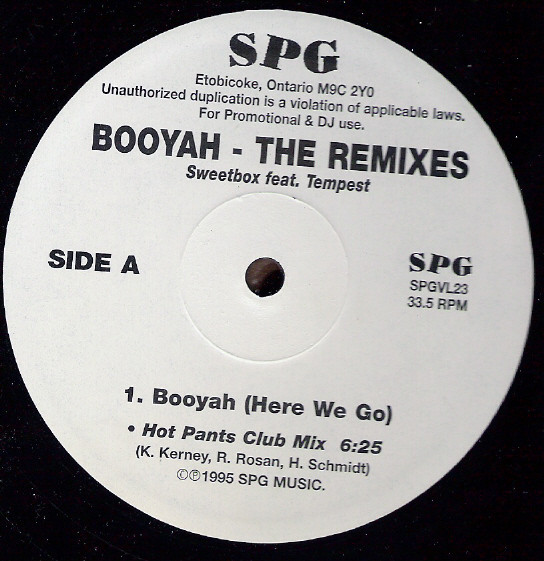 SPG
Etobicoke, Ontario M9C 2Y0
Unauthorized duplication is a violation of applicable laws.
For Promotional & DJ use.
BOOYAH - THE REMIXES
Sweetbox feat. Tempest
SIDE A
SPG
SPGVL23
33.5 RPM
1. Booyah (Here We Go)
• Hot Pants Club Mix 6:25
(K. Kerney, R. Rosan, H. Schmidt)
©℗1995 SPG MUSIC.